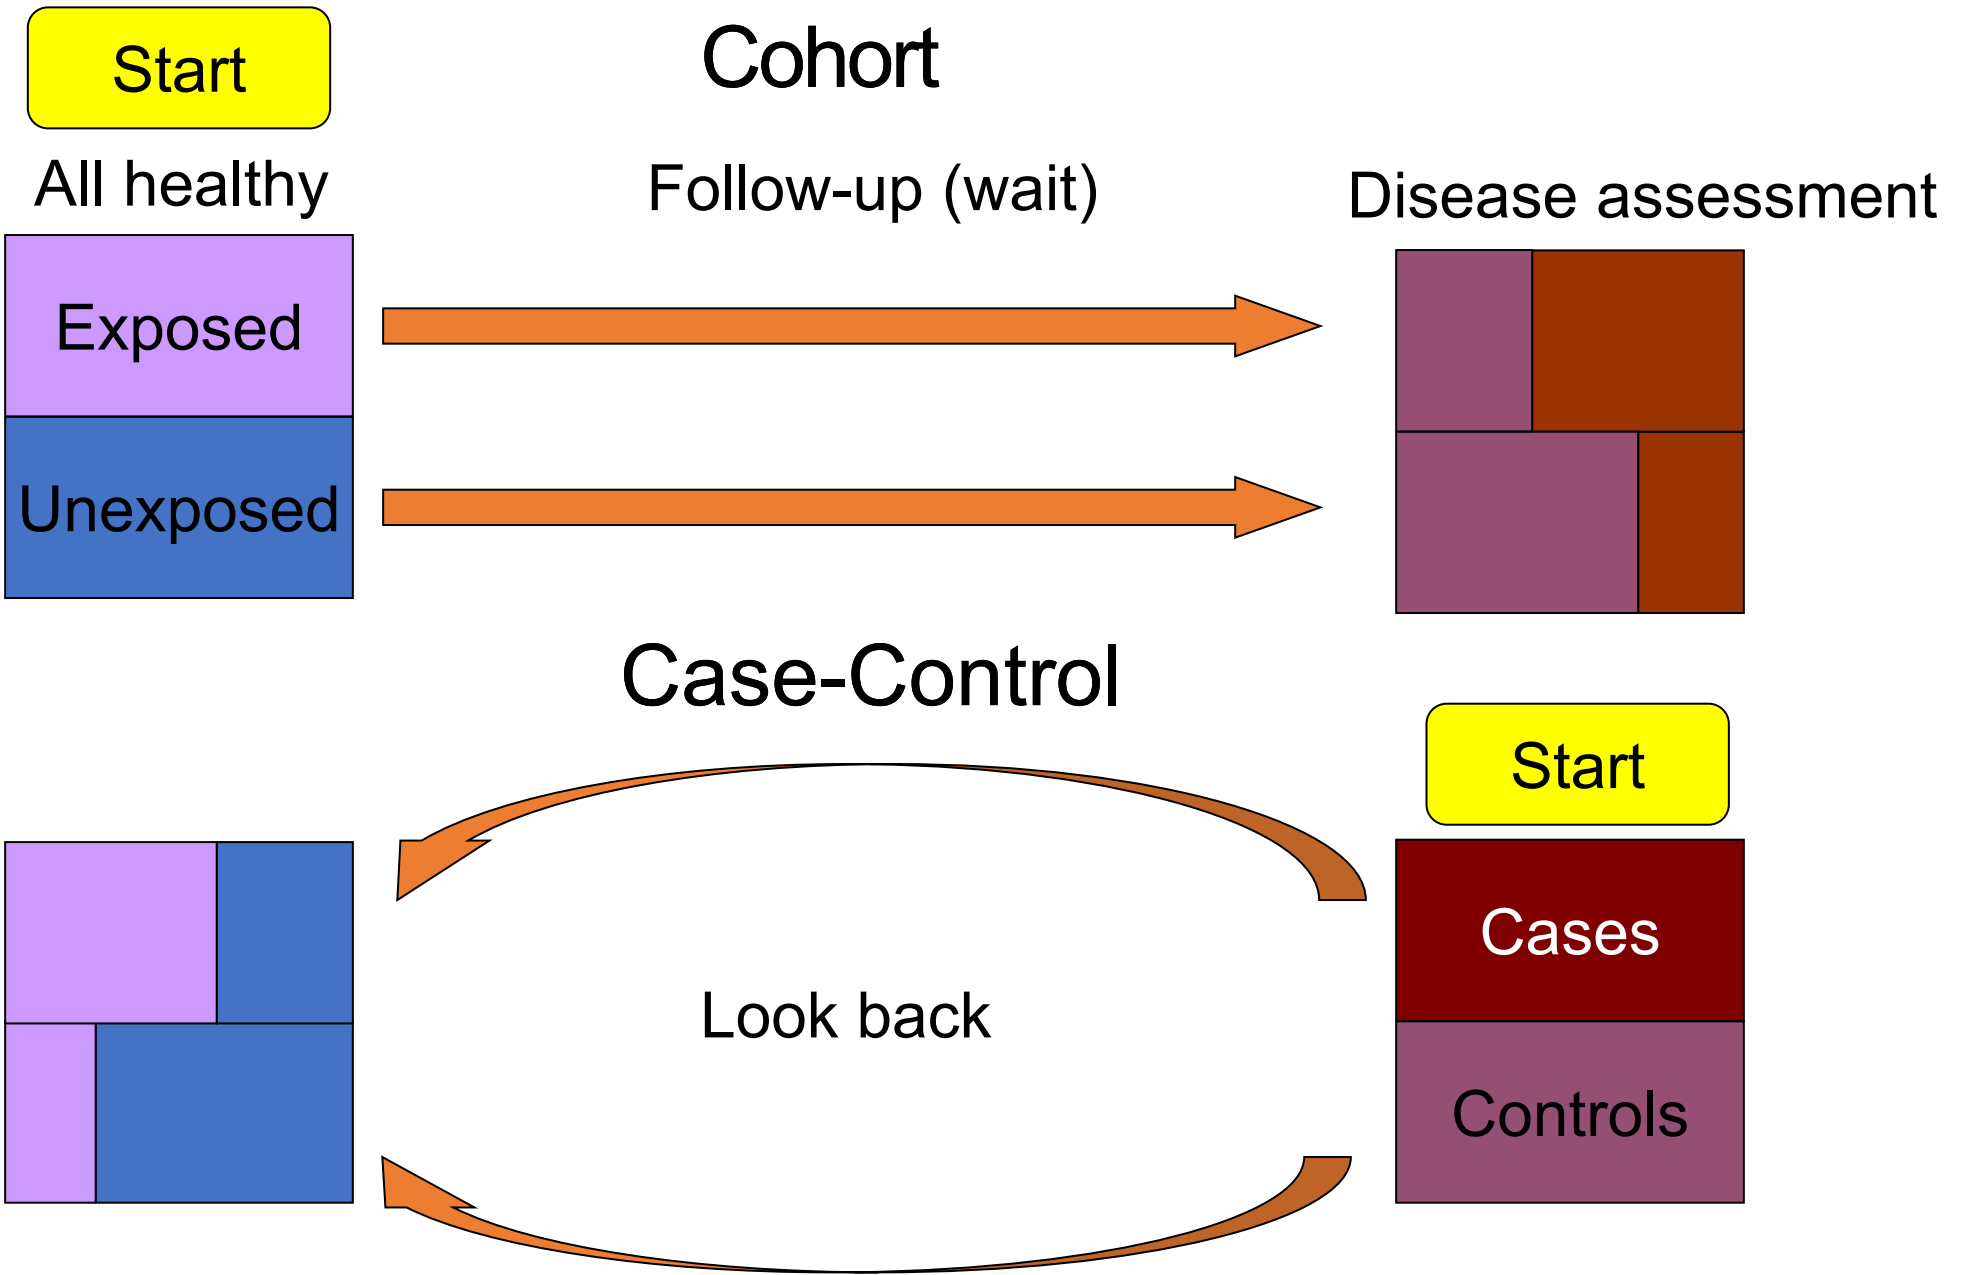 Start
Cohort
All healthy
Follow-up (wait)
Disease assessment
Exposed
Unexposed
Case-Control
Start
Cases
Look back
Controls